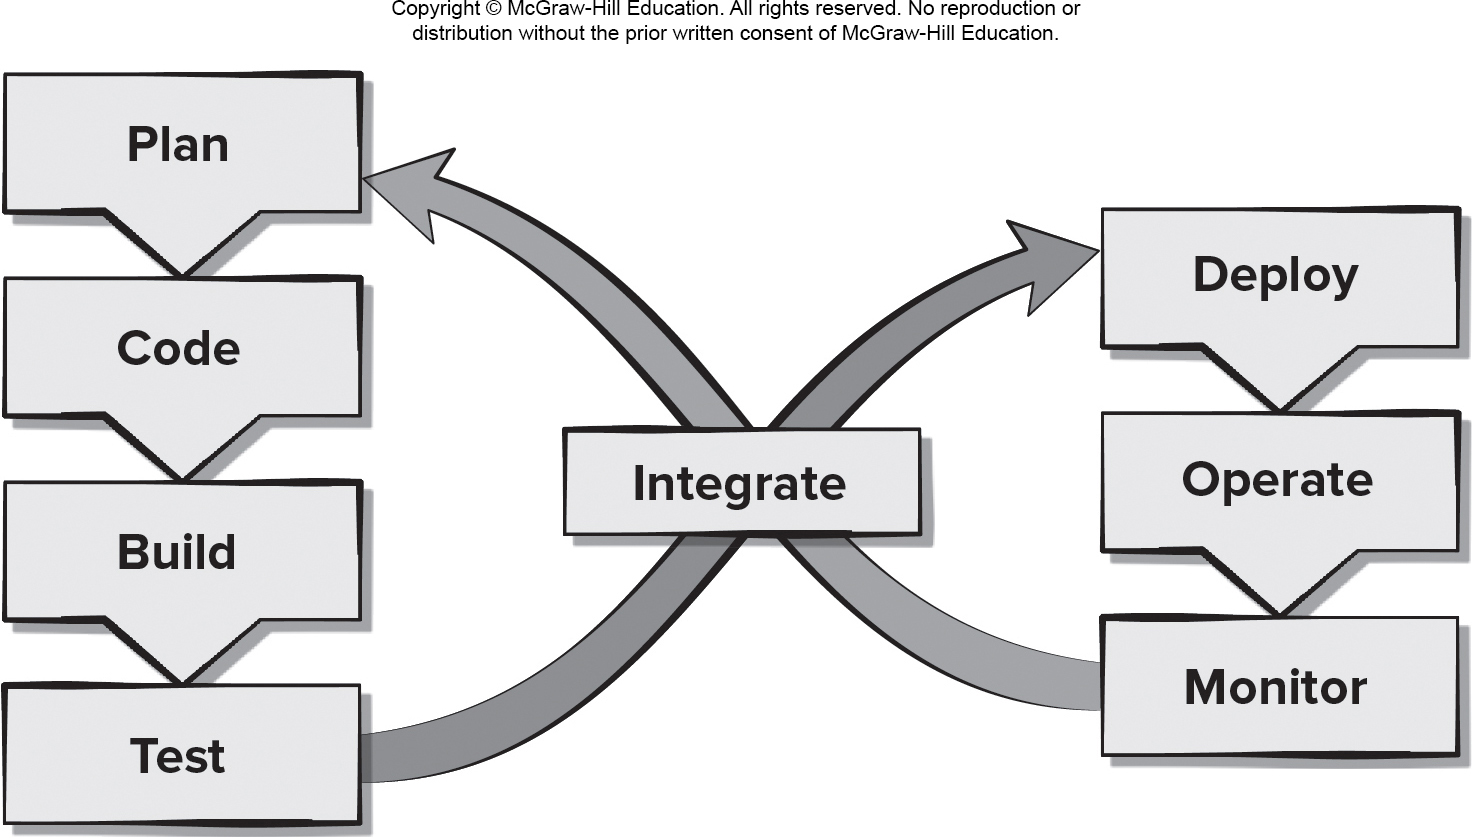 Copyright © McGraw-Hill Education. All rights reserved. No reproduction or
distribution without the prior written consent of McGraw-Hill Education.
Plan
Code
Build
Test
Integrate
Deploy
Operate
Monitor